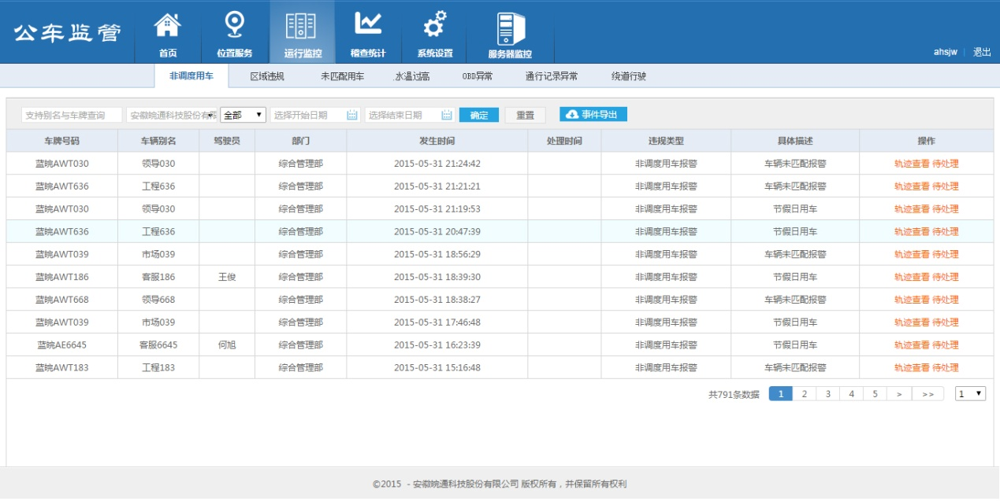 公车监管
首页 位置服务 运行监控 稽查统计 系统设置 服务器监控
ahsjw | 退出
非调度用车 区域违规 未匹配用车 水温过高 OBD异常 通行记录异常 绕道行驶
支持别名与车牌查询 安徽皖通科技股份有限 全部 选择开始日期 选择结束日期 确定 重置 事件导出
车牌号码 车辆别名 驾驶员 部门 发生时间 处理时间 违规类型 具体描述 操作
蓝皖AWT030 领导030 综合管理部 2015-05-31 21:24:42 非调度用车报警 车辆未匹配报警 轨迹查看 待处理
蓝皖AWT636 工程636 综合管理部 2015-05-31 21:21:21 非调度用车报警 车辆未匹配报警 轨迹查看 待处理
蓝皖AWT030 领导030 综合管理部 2015-05-31 21:19:53 非调度用车报警 节假日用车 轨迹查看 待处理
蓝皖AWT636 工程636 综合管理部 2015-05-31 20:47:39 非调度用车报警 节假日用车 轨迹查看 待处理
蓝皖AWT039 市场039 综合管理部 2015-05-31 18:56:29 非调度用车报警 车辆未匹配报警 轨迹查看 待处理
蓝皖AWT186 客服186 王俊 综合管理部 2015-05-31 18:39:30 非调度用车报警 节假日用车 轨迹查看 待处理
蓝皖AWT668 领导668 综合管理部 2015-05-31 18:38:27 非调度用车报警 车辆未匹配报警 轨迹查看 待处理
蓝皖AWT039 市场039 综合管理部 2015-05-31 17:46:48 非调度用车报警 节假日用车 轨迹查看 待处理
蓝皖AE6645 客服6645 何旭 综合管理部 2015-05-31 16:23:39 非调度用车报警 节假日用车 轨迹查看 待处理
蓝皖AWT183 工程183 综合管理部 2015-05-31 15:16:48 非调度用车报警 车辆未匹配报警 轨迹查看 待处理
共791条数据 1 2 3 4 5 > >> 1
©2015 - 安徽皖通科技股份有限公司 版权所有，并保留所有权利